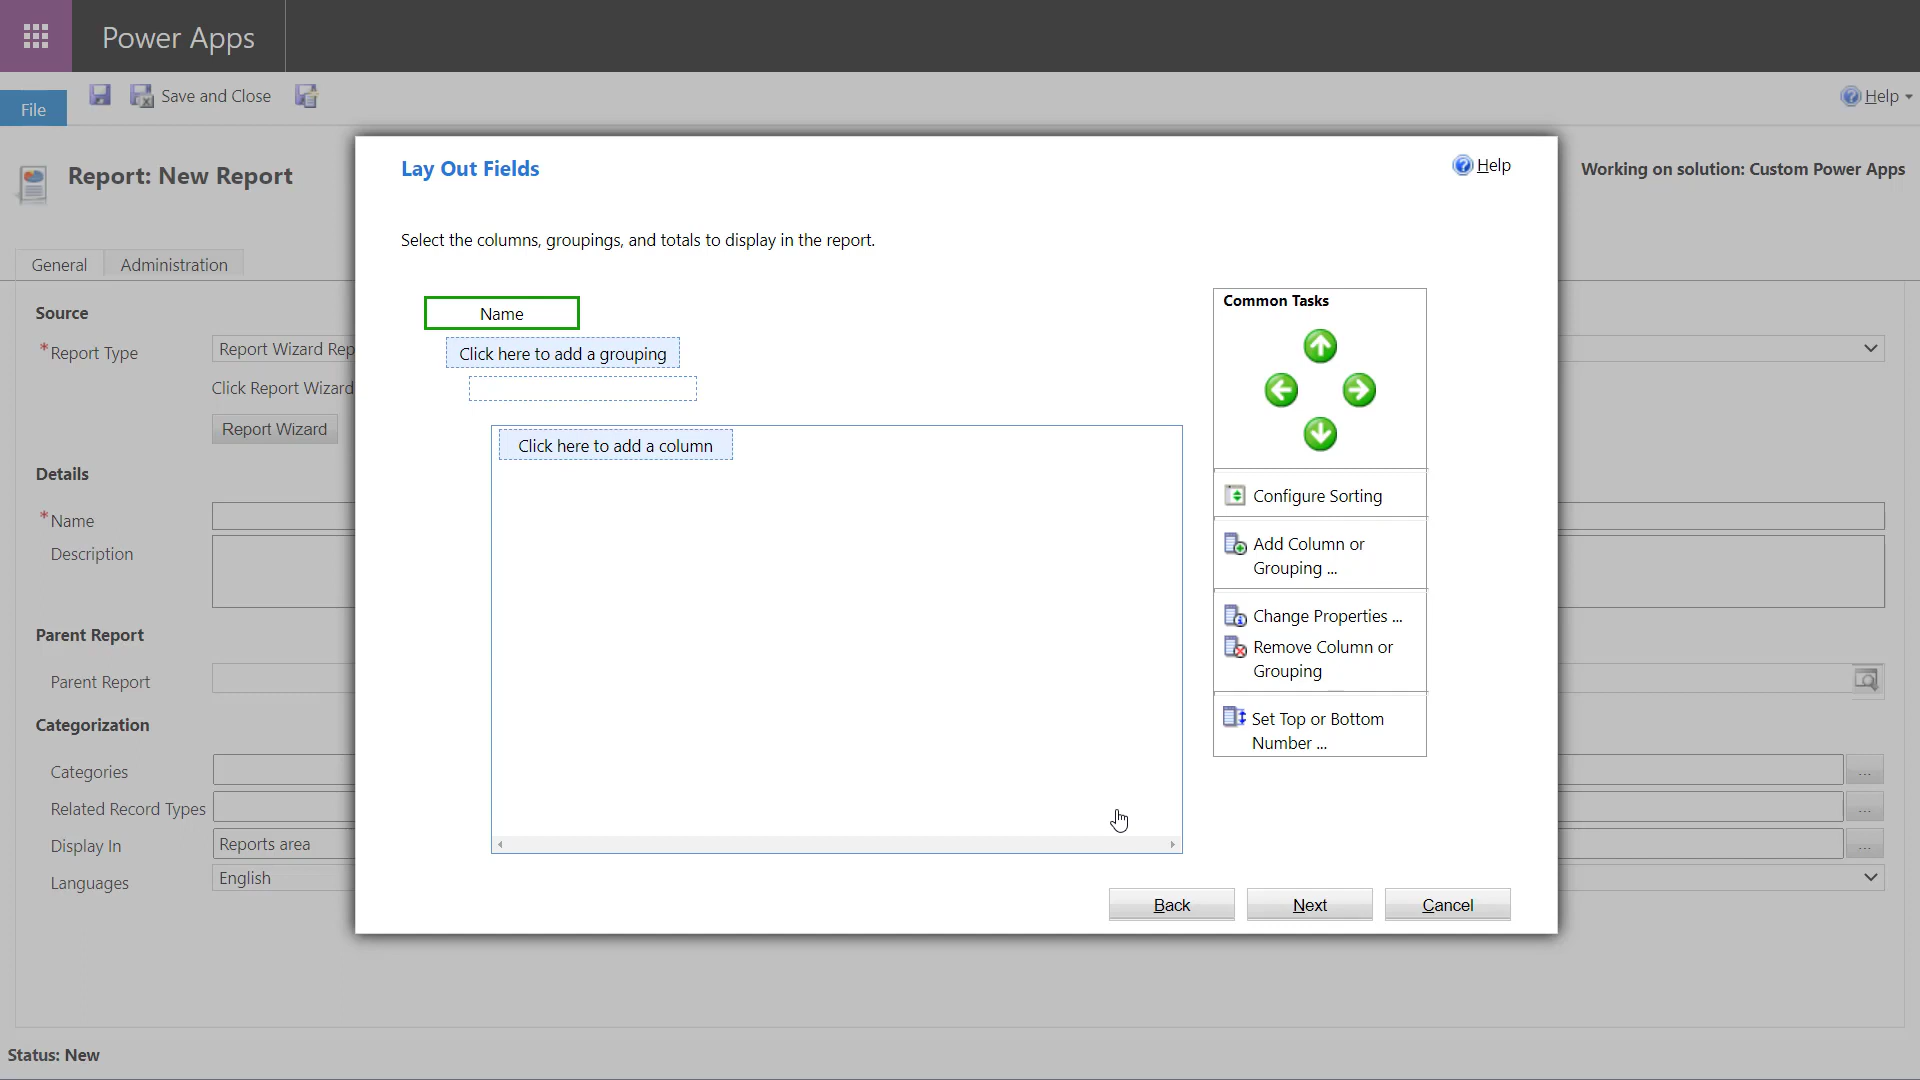 Power Apps
File
Save and Close
Help
Report: New Report
Working on solution: Custom Power Apps
General
Administration
Source
*Report Type
Report Wizard Rep
Click Report Wizard
Report Wizard
Details
*Name
Description
Parent Report
Parent Report
Categorization
Categories
...
Related Record Types
...
Display In
Reports area
...
Languages
English
Status: New
Lay Out Fields
Help
Select the columns, groupings, and totals to display in the report.
Name
Click here to add a grouping
Click here to add a column
Common Tasks
Configure Sorting
Add Column or
Grouping ...
Change Properties ...
Remove Column or
Grouping
Set Top or Bottom
Number ...
Back
Next
Cancel